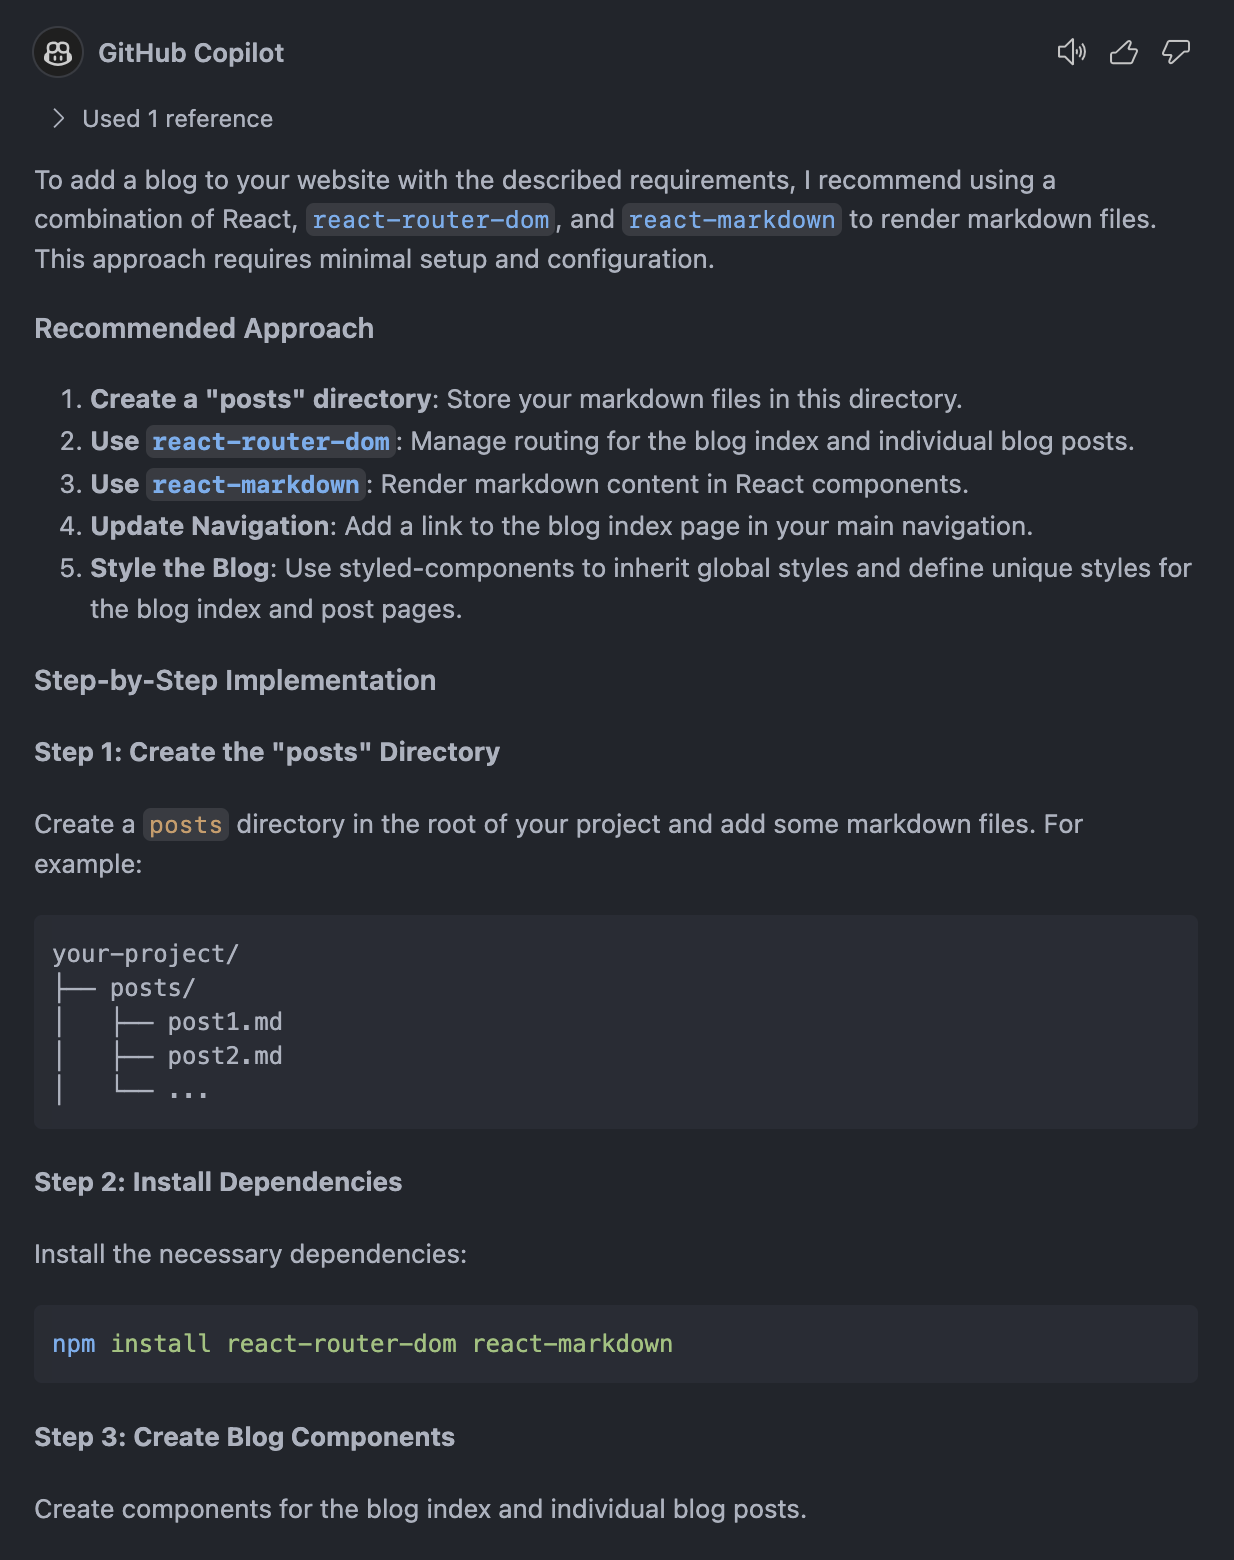 GitHub Copilot
Used 1 reference
To add a blog to your website with the described requirements, I recommend using a
combination of React, react-router-dom, and react-markdown to render markdown files.
This approach requires minimal setup and configuration.
Recommended Approach
1. Create a "posts" directory: Store your markdown files in this directory.
2. Use react-router-dom: Manage routing for the blog index and individual blog posts.
3. Use react-markdown: Render markdown content in React components.
4. Update Navigation: Add a link to the blog index page in your main navigation.
5. Style the Blog: Use styled-components to inherit global styles and define unique styles for
the blog index and post pages.
Step-by-Step Implementation
Step 1: Create the "posts" Directory
Create a posts directory in the root of your project and add some markdown files. For
example:
your-project/
├── posts/
│   ├── post1.md
│   ├── post2.md
│   └── ...
Step 2: Install Dependencies
Install the necessary dependencies:
npm install react-router-dom react-markdown
Step 3: Create Blog Components
Create components for the blog index and individual blog posts.